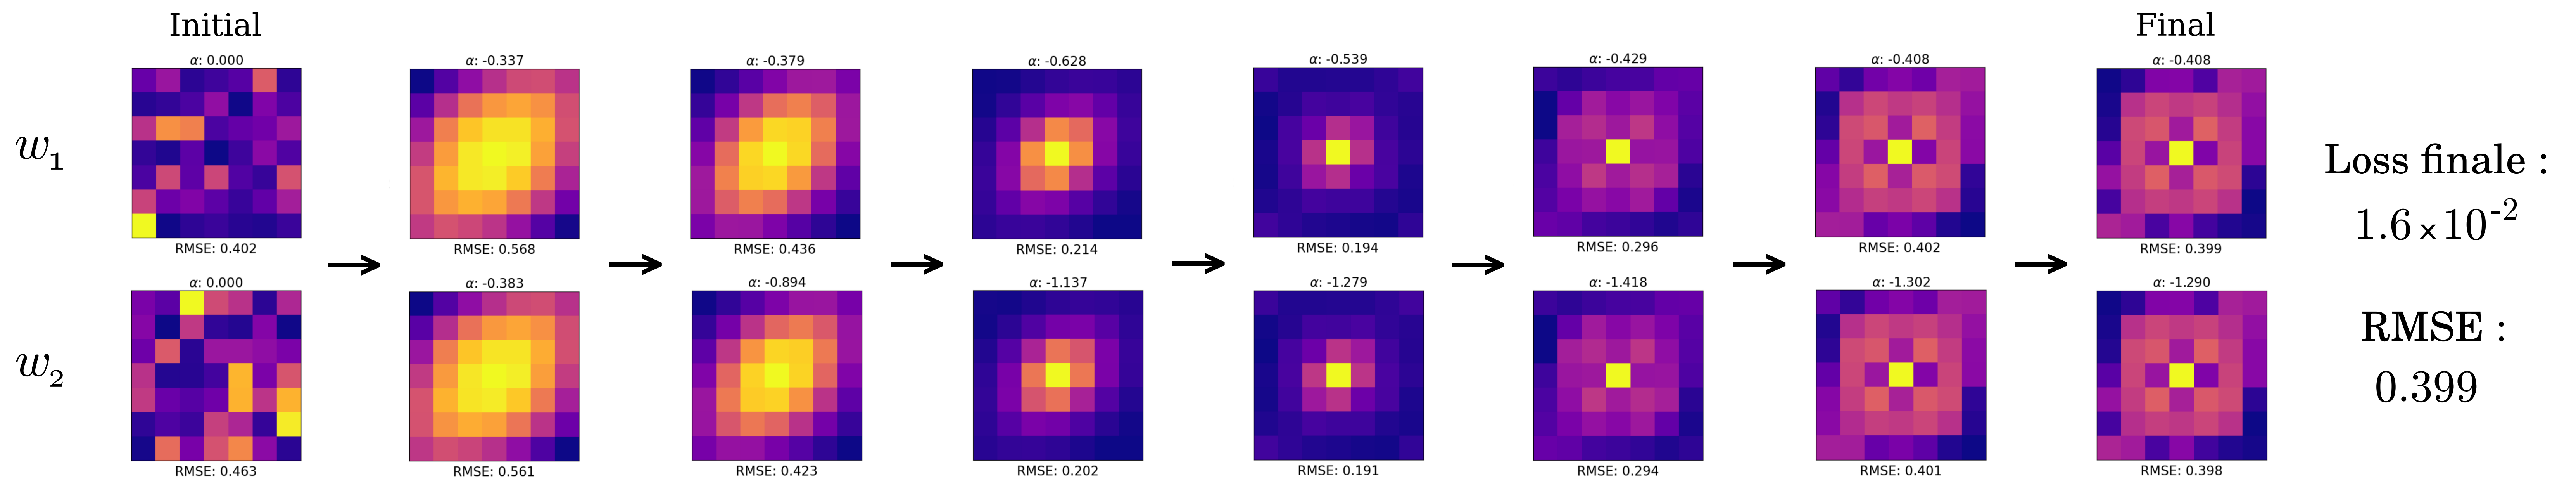 Initial
Final
α: 0.000
α: -0.337
α: -0.379
α: -0.628
α: -0.539
α: -0.429
α: -0.408
α: -0.408
w₁
RMSE: 0.402
RMSE: 0.568
RMSE: 0.436
RMSE: 0.214
RMSE: 0.194
RMSE: 0.296
RMSE: 0.402
RMSE: 0.399
α: 0.000
α: -0.383
α: -0.894
α: -1.137
α: -1.279
α: -1.418
α: -1.302
α: -1.290
w₂
RMSE: 0.463
RMSE: 0.561
RMSE: 0.423
RMSE: 0.202
RMSE: 0.191
RMSE: 0.294
RMSE: 0.401
RMSE: 0.398
Loss finale :
1.6×10⁻²
RMSE :
0.399